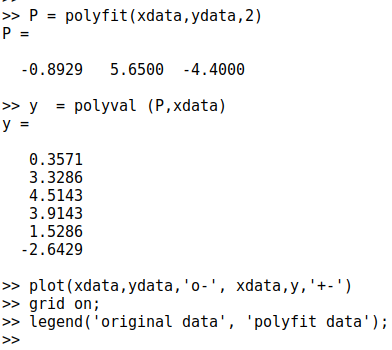 >> P = polyfit(xdata,ydata,2)
P =
-0.8929 5.6500 -4.4000
>> y  = polyval (P,xdata)
y =
0.3571
3.3286
4.5143
3.9143
1.5286
-2.6429
>> plot(xdata,ydata,'o-', xdata,y,'+-')
>> grid on;
>> legend('original data', 'polyfit data');
>>